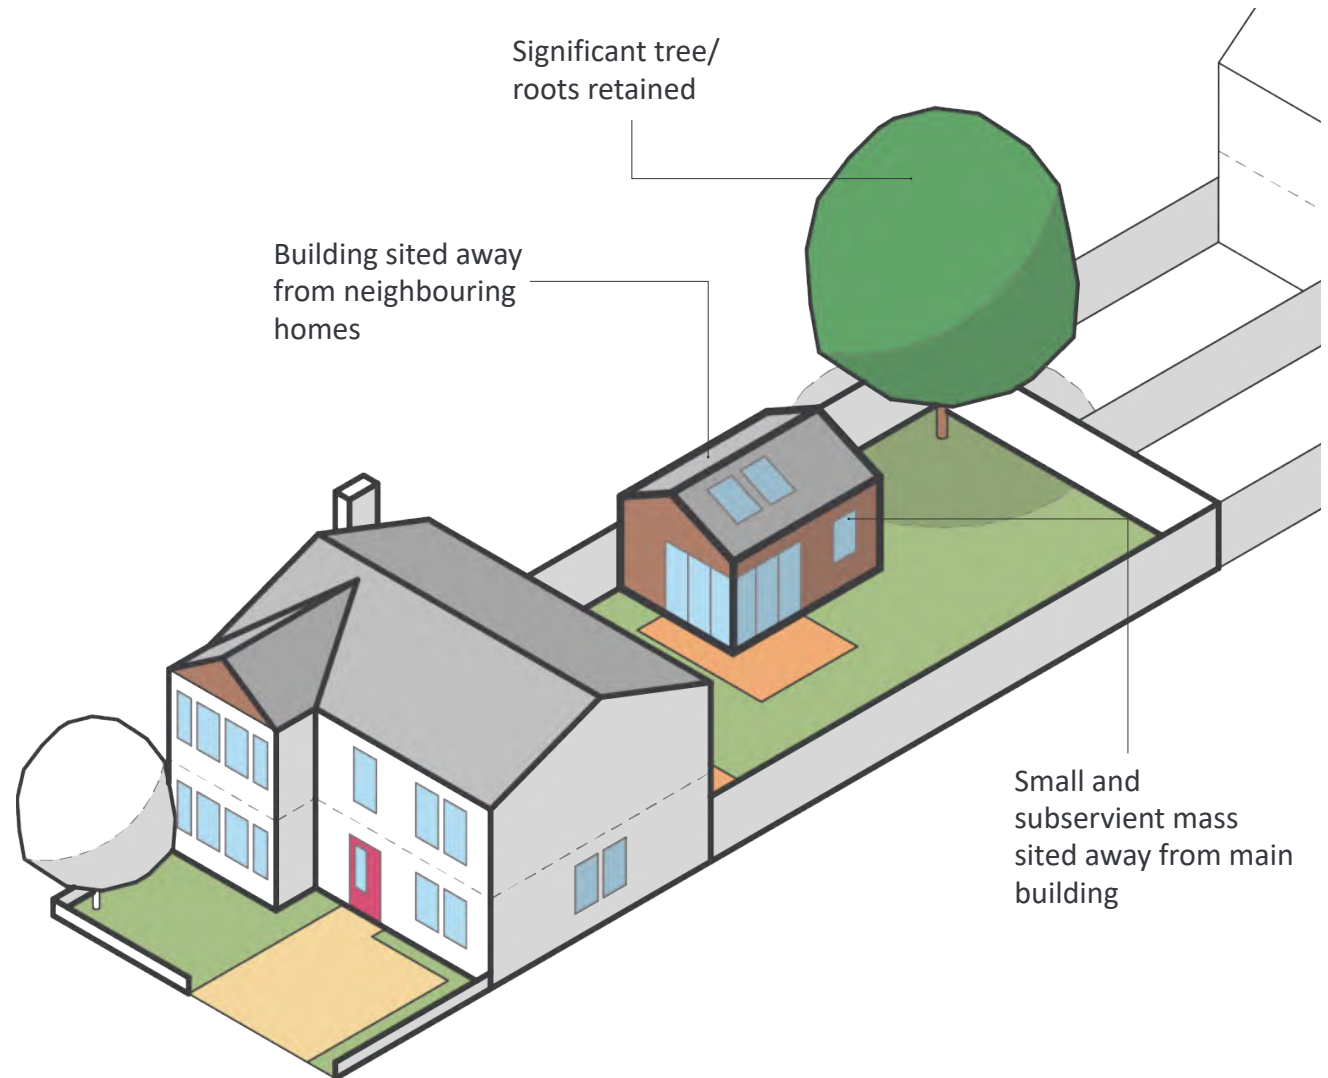 Significant tree/
roots retained
Building sited away
from neighbouring
homes
Small and
subservient mass
sited away from main
building